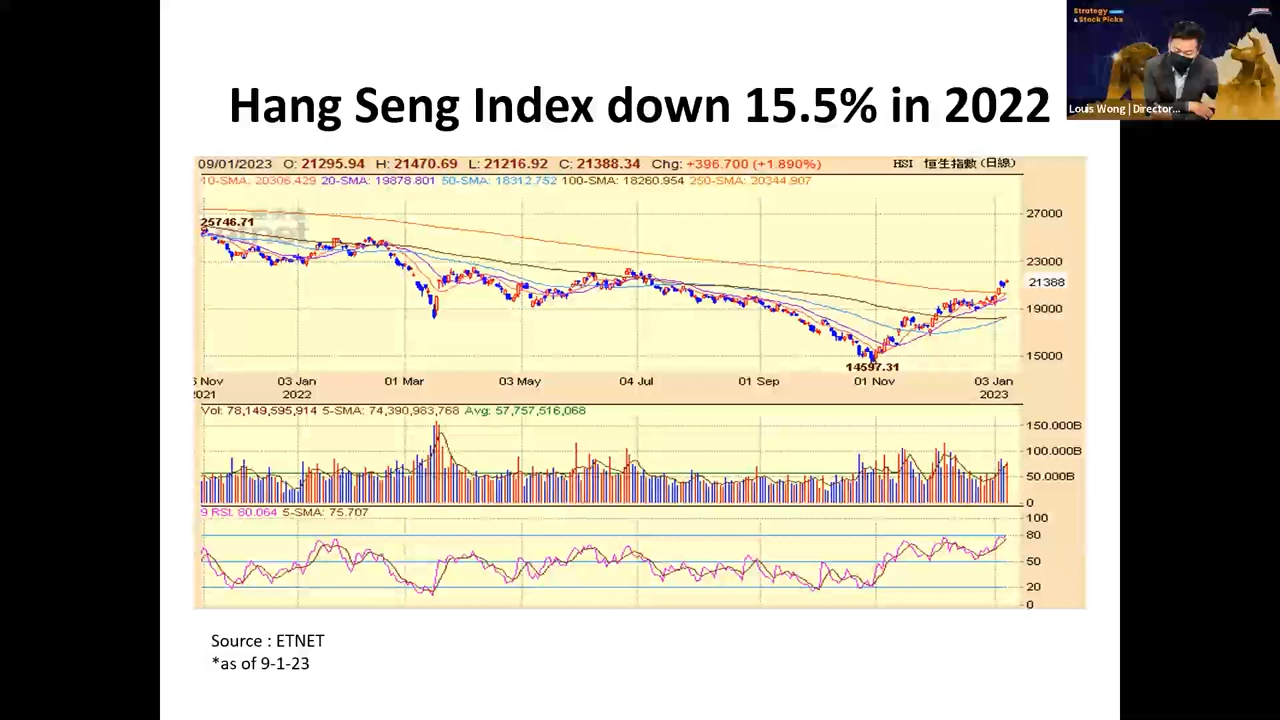 Strategy
& Stock Picks
Louis Wong | Director...
Hang Seng Index down 15.5% in 2022
09/01/2023 O: 21295.94 H: 21470.69 L: 21216.92 C: 21388.34 Chg: +396.700 (+1.890%) HSI 恒生指數 (日線)
10-SMA: 20306.429 20-SMA: 19878.801 50-SMA: 18312.752 100-SMA: 18260.954 250-SMA: 20344.907
27000
25746.71
23000
21388
19000
15000
14597.31
Nov 03 Jan 01 Mar 03 May 04 Jul 01 Sep 01 Nov 03 Jan
2021 2022 2023
Vol: 78,149,595,914 5-SMA: 74,390,983,768 Avg: 57,757,516,068
150.000B
100.000B
50.000B
0
9 RSI: 80.064 5-SMA: 75.707
100
80
50
20
0
Source : ETNET
*as of 9-1-23